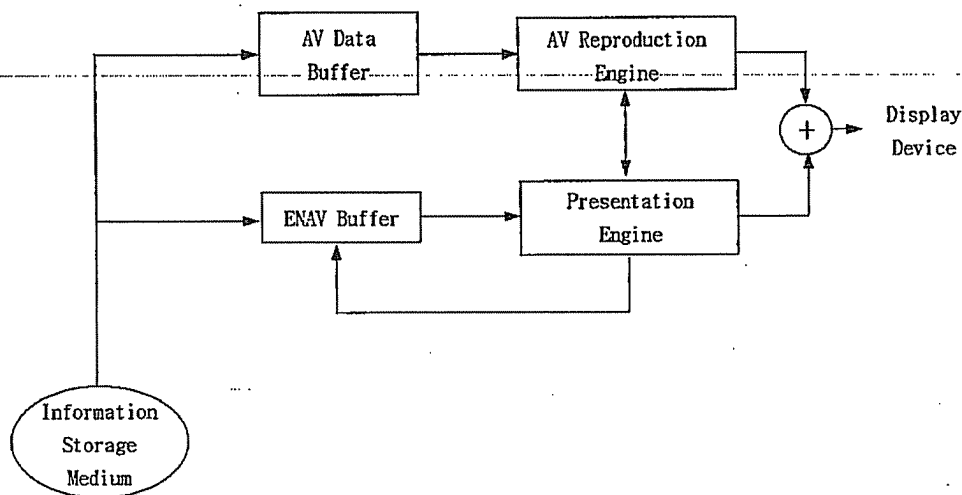 AV Data
Buffer
AV Reproduction
Engine
+
Display
Device
ENAV Buffer
Presentation
Engine
Information
Storage
Medium